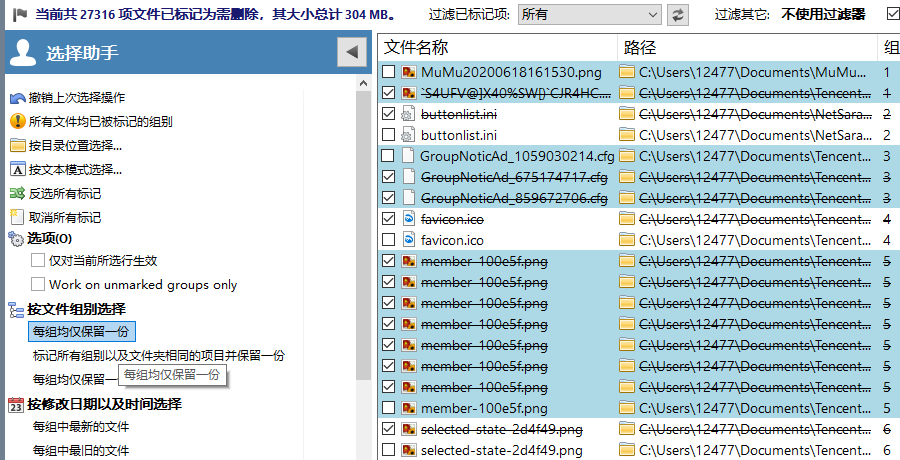 当前共 27316 项文件已标记为需删除，其大小总计 304 MB。 过滤已标记项: 所有 过滤其它: 不使用过滤器
选择助手
撤销上次选择操作
所有文件均已被标记的组别
按目录位置选择...
按文本模式选择...
反选所有标记
取消所有标记
选项(O)
仅对当前所选行生效
Work on unmarked groups only
按文件组别选择
每组均仅保留一份
标记所有组别以及文件夹相同的项目并保留一份
每组均仅保留一
每组均仅保留一份
23 按修改日期以及时间选择
每组中最新的文件
每组中最旧的文件
文件名称 路径 组
MuMu20200618161530.png C:\Users\12477\Documents\MuMu... 1
`S4UFV@]X40%SW[)`CJR4HC.... C:\Users\12477\Documents\Tencent... 1
buttonlist.ini C:\Users\12477\Documents\NetSara... 2
buttonlist.ini C:\Users\12477\Documents\NetSara... 2
GroupNoticAd_1059030214.cfg C:\Users\12477\Documents\Tencent... 3
GroupNoticAd_675174717.cfg C:\Users\12477\Documents\Tencent... 3
GroupNoticAd_859672706.cfg C:\Users\12477\Documents\Tencent... 3
favicon.ico C:\Users\12477\Documents\Tencent... 4
favicon.ico C:\Users\12477\Documents\Tencent... 4
member-100e5f.png C:\Users\12477\Documents\Tencent... 5
member-100e5f.png C:\Users\12477\Documents\Tencent... 5
member-100e5f.png C:\Users\12477\Documents\Tencent... 5
member-100e5f.png C:\Users\12477\Documents\Tencent... 5
member-100e5f.png C:\Users\12477\Documents\Tencent... 5
member-100e5f.png C:\Users\12477\Documents\Tencent... 5
member-100e5f.png C:\Users\12477\Documents\Tencent... 5
member-100e5f.png C:\Users\12477\Documents\Tencent... 5
selected-state-2d4f49.png C:\Users\12477\Documents\Tencent... 6
selected-state-2d4f49.png C:\Users\12477\Documents\Tencent... 6